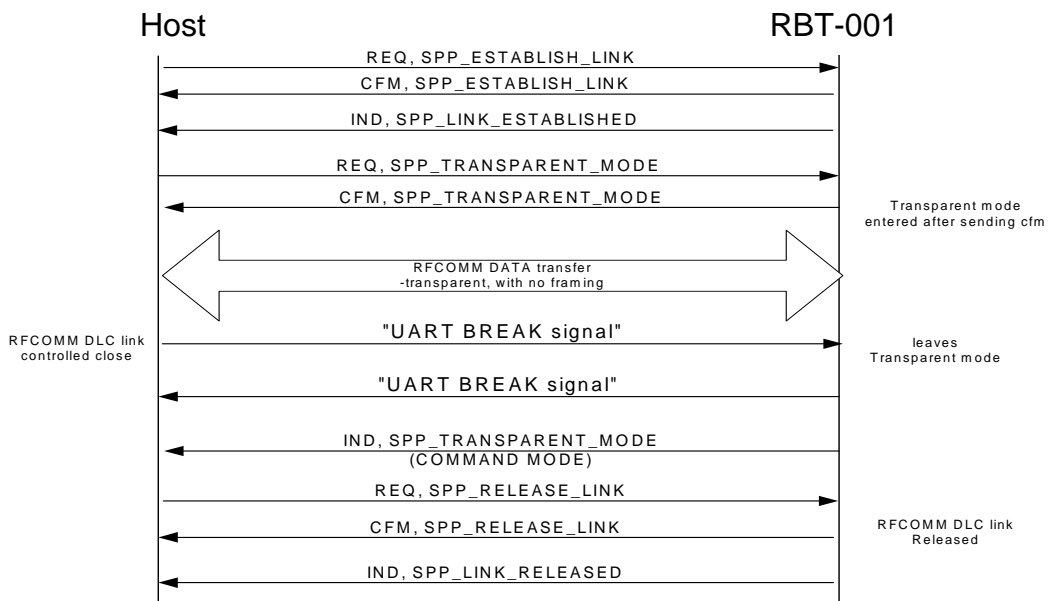 Host
RBT-001
REQ, SPP_ESTABLISH_LINK
CFM, SPP_ESTABLISH_LINK
IND, SPP_LINK_ESTABLISHED
REQ, SPP_TRANSPARENT_MODE
CFM, SPP_TRANSPARENT_MODE
Transparent mode
entered after sending cfm
RFCOMM DATA transfer
-transparent, with no framing
RFCOMM DLC link
controlled close
"UART BREAK signal"
leaves
Transparent mode
"UART BREAK signal"
IND, SPP_TRANSPARENT_MODE
(COMMAND MODE)
REQ, SPP_RELEASE_LINK
CFM, SPP_RELEASE_LINK
RFCOMM DLC link
Released
IND, SPP_LINK_RELEASED